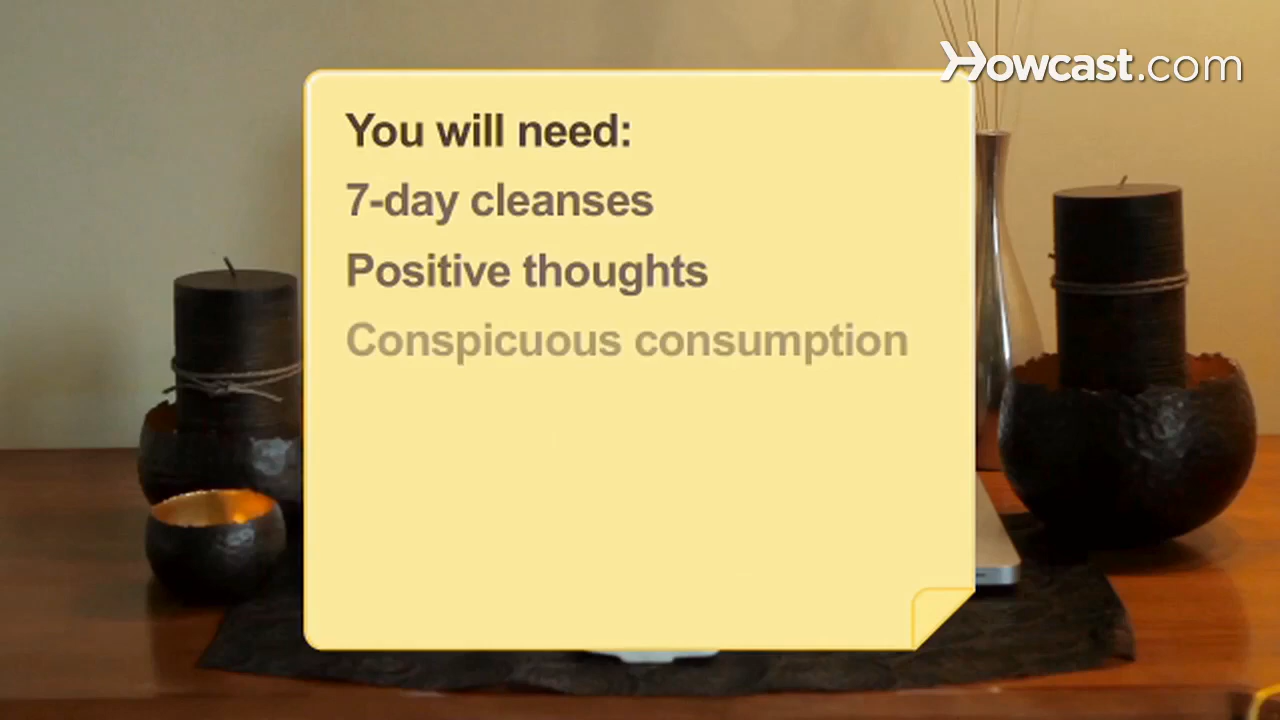 Howcast.com
You will need:
7-day cleanses
Positive thoughts
Conspicuous consumption